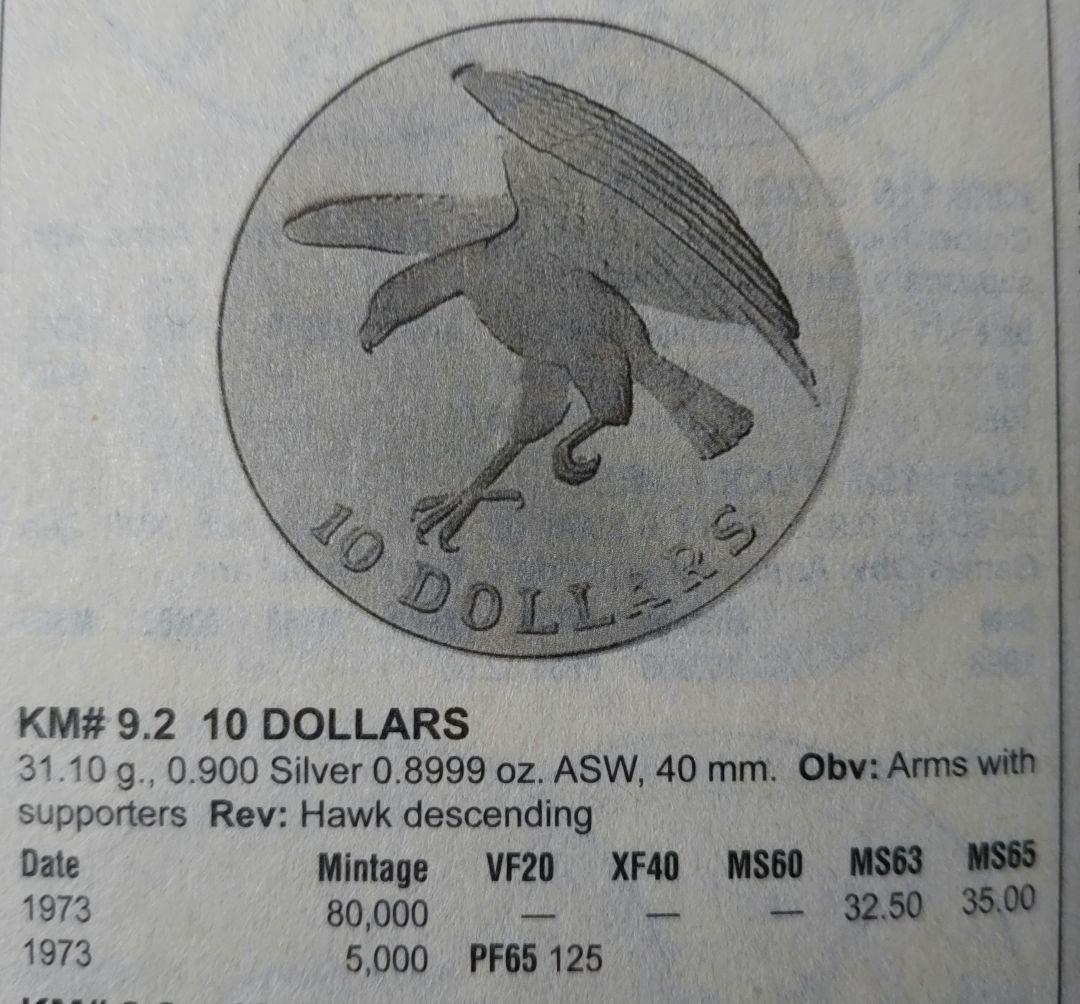 10 DOLLARS
KM# 9.2 10 DOLLARS
31.10 g., 0.900 Silver 0.8999 oz. ASW, 40 mm. Obv: Arms with
supporters Rev: Hawk descending
Date Mintage VF20 XF40 MS60 MS63 MS65
1973 80,000 — — — 32.50 35.00
1973 5,000 PF65 125